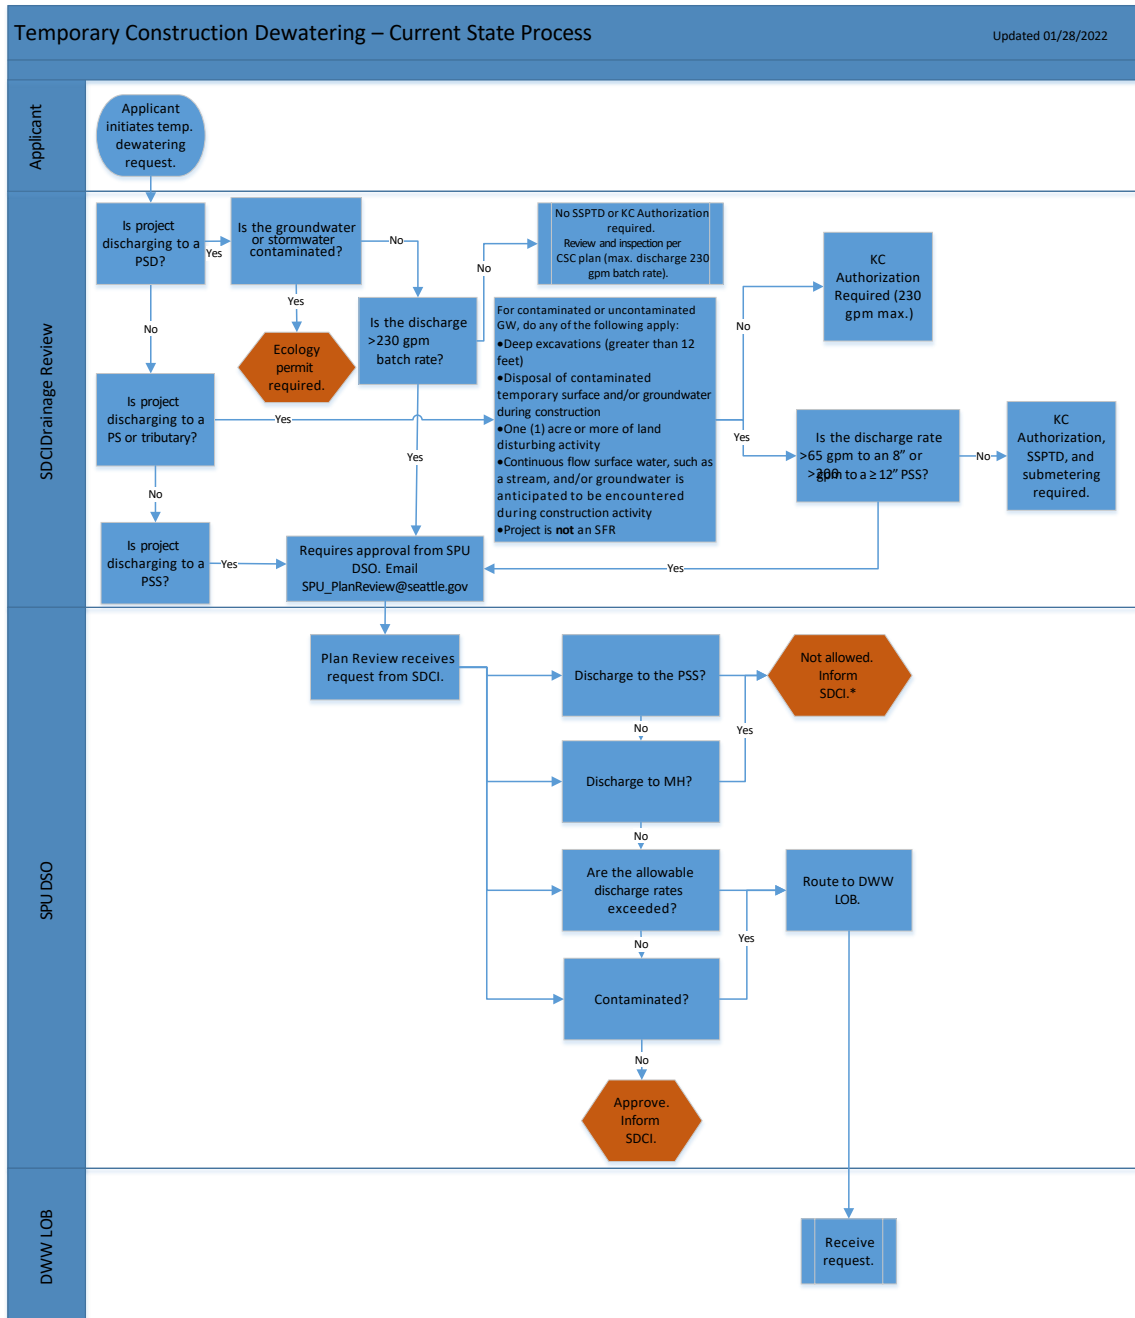 Temporary Construction Dewatering – Current State Process
Updated 01/28/2022
Applicant
Applicant
initiates temp.
dewatering
request.
SDCIDrainage Review
Is project
discharging to a
PSD?
Yes
Is the groundwater
or stormwater
contaminated?
No
No SSPTD or KC Authorization
required.
Review and inspection per
CSC plan (max. discharge 230
gpm batch rate).
No
Yes
Ecology
permit
required.
Is the discharge
>230 gpm
batch rate?
Yes
No
Is project
discharging to a
PS or tributary?
Yes
For contaminated or uncontaminated
GW, do any of the following apply:
•Deep excavations (greater than 12
feet)
•Disposal of contaminated
temporary surface and/or groundwater
during construction
•One (1) acre or more of land
disturbing activity
•Continuous flow surface water, such as
a stream, and/or groundwater is
anticipated to be encountered
during construction activity
•Project is not an SFR
No
KC
Authorization
Required (230
gpm max.)
Yes
Is the discharge rate
>65 gpm to an 8” or
>200
gpm to a ≥ 12” PSS?
No
KC
Authorization,
SSPTD, and
submetering
required.
Yes
No
Is project
discharging to a
PSS?
Yes
Requires approval from SPU
DSO. Email
SPU_PlanReview@seattle.gov
SPU DSO
Plan Review receives
request from SDCI.
Discharge to the PSS?
Not allowed.
Inform
SDCI.*
No
Yes
Discharge to MH?
No
Are the allowable
discharge rates
exceeded?
Route to DWW
LOB.
No
Yes
Contaminated?
No
Approve.
Inform
SDCI.
DWW LOB
Receive
request.